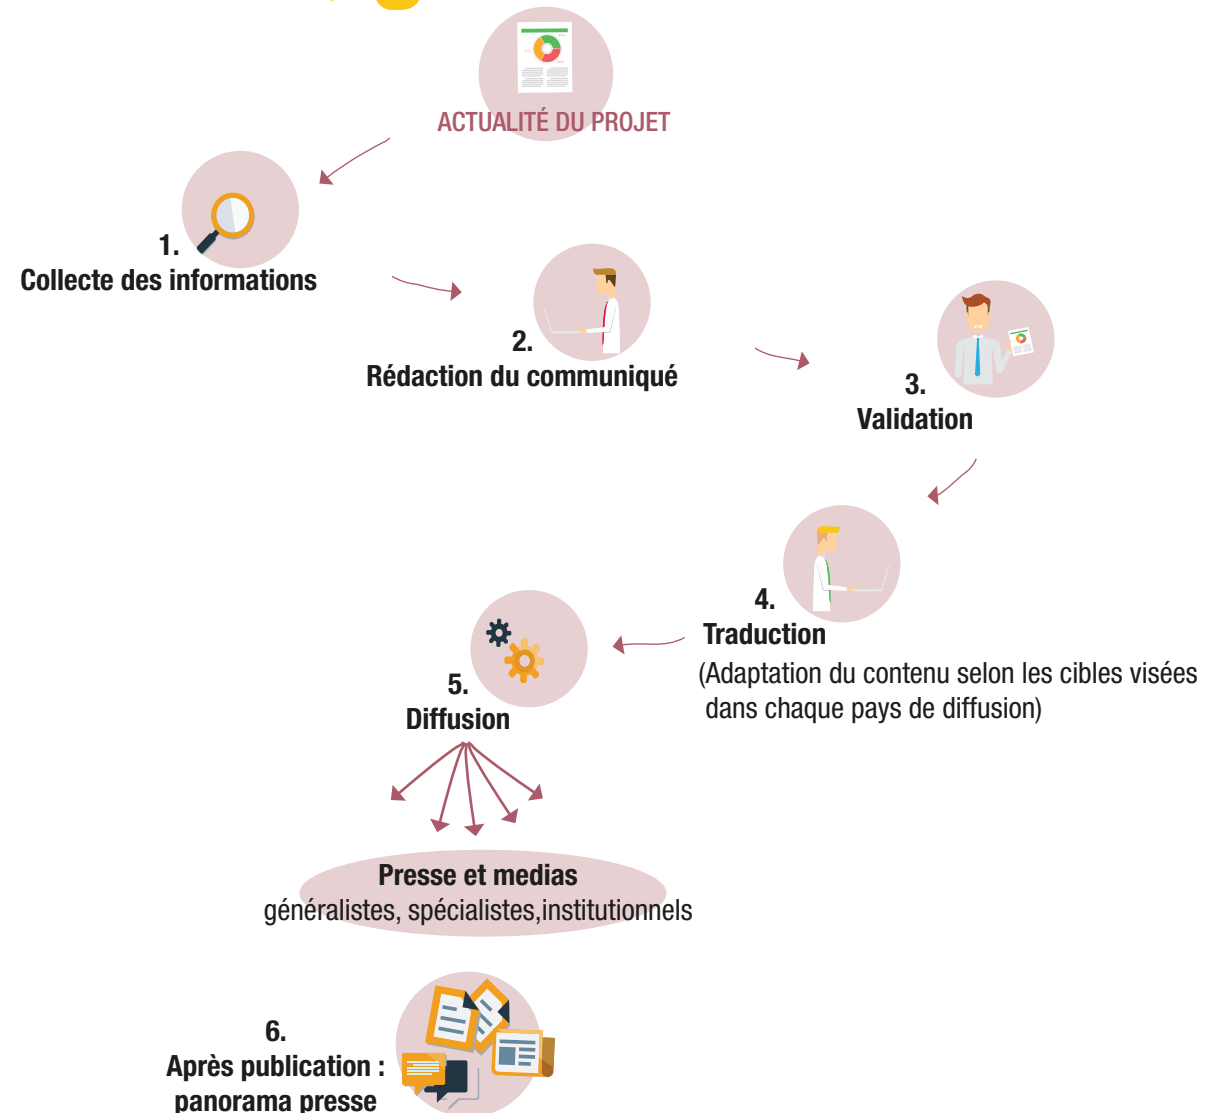 ACTUALITÉ DU PROJET
1.
Collecte des informations
2.
Rédaction du communiqué
3.
Validation
4.
Traduction
(Adaptation du contenu selon les cibles visées
dans chaque pays de diffusion)
5.
Diffusion
Presse et medias
généralistes, spécialistes,institutionnels
6.
Après publication :
panorama presse